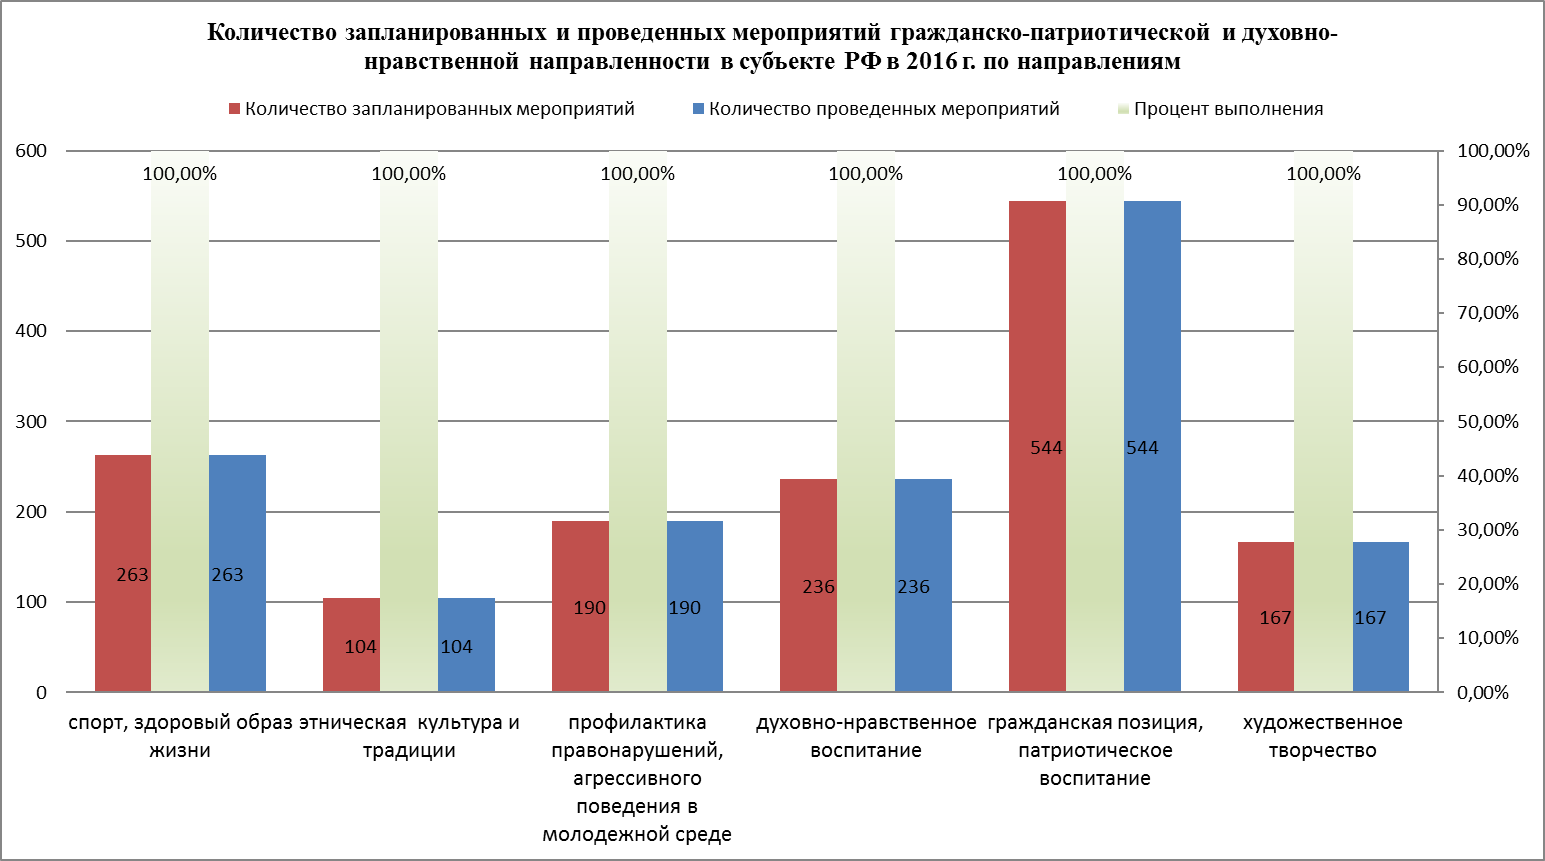 Количество запланированных и проведенных мероприятий гражданско-патриотической и духовно-
нравственной направленности в субъекте РФ в 2016 г. по направлениям
Количество запланированных мероприятий
Количество проведенных мероприятий
Процент выполнения
600
500
400
300
200
100
0
100,00%
100,00%
100,00%
100,00%
100,00%
100,00%
263
263
104
104
190
190
236
236
544
544
167
167
100,00%
90,00%
80,00%
70,00%
60,00%
50,00%
40,00%
30,00%
20,00%
10,00%
0,00%
спорт, здоровый образ
жизни
этническая культура и
традиции
профилактика
правонарушений,
агрессивного
поведения в
молодежной среде
духовно-нравственное
воспитание
гражданская позиция,
патриотическое
воспитание
художественное
творчество